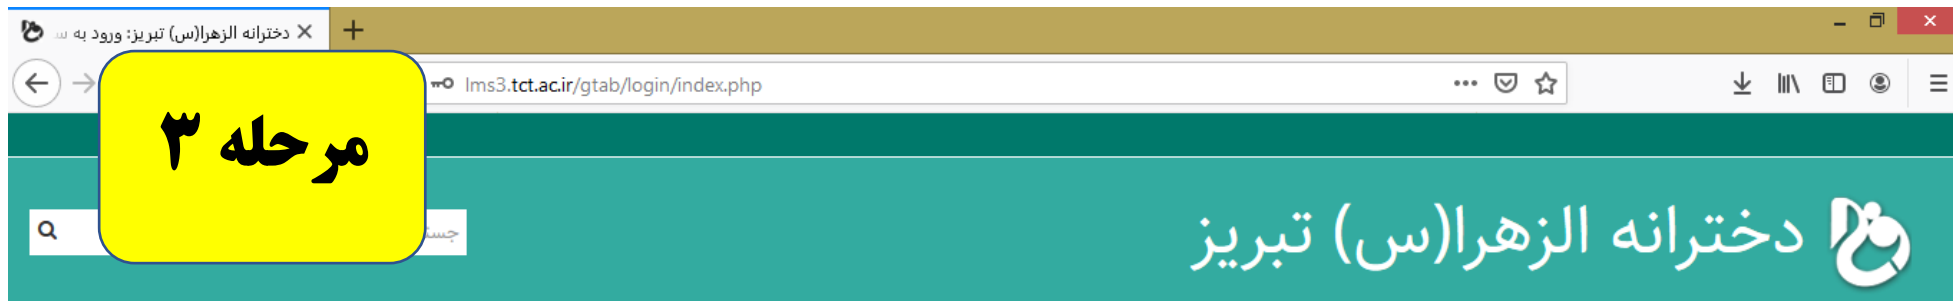 دخترانه الزهرا(س) تبریز: ورود به س
lms3.tct.ac.ir/gtab/login/index.php
مرحله ۳
دخترانه الزهرا(س) تبریز